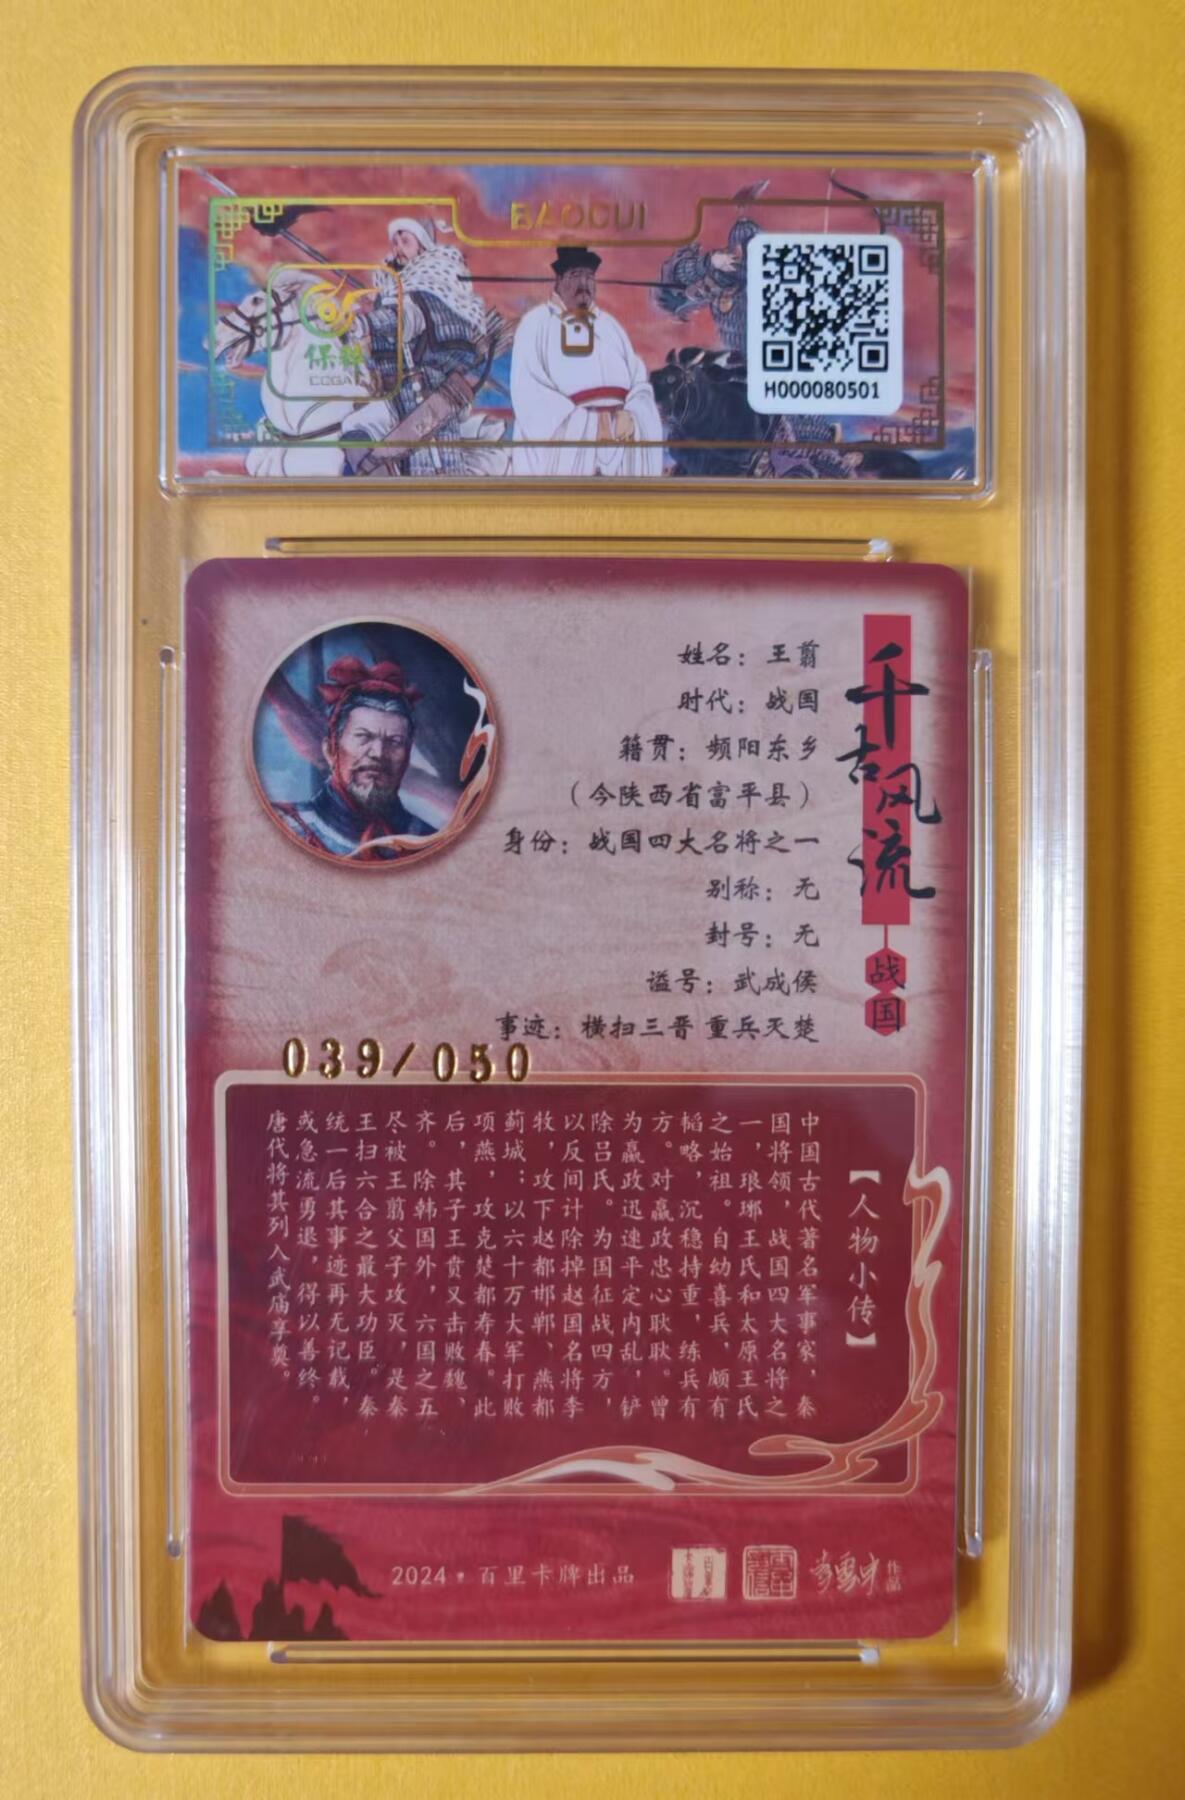 BAOCUI
保粹
CCGA
H000080501
千古风流
战国
姓名：王翦
时代：战国
籍贯：频阳东乡
（今陕西省富平县）
身份：战国四大名将之一
别称：无
封号：无
谥号：武成侯
事迹：横扫三晋 重兵灭楚
039/050
【人物小传】
中国古代著名军事家，秦
国将领，战国四大名将之
一，琅琊王氏和太原王氏
之始祖。自幼喜兵，颇有
韬略，沉稳持重，练兵有
方。对嬴政忠心耿耿。曾
为嬴政迅速平定内乱，铲
除吕氏。为国征战四方，
以反间计除掉赵国名将李
牧，攻下赵都邯郸、燕都
蓟城；以六十万大军打败
项燕，攻克楚都寿春。此
后，其子王贲又击败魏、
齐。除韩国外，六国之五
尽被王翦父子攻灭，是秦
王扫六合之最大功臣。秦
统一后其事迹再无记载，
或急流勇退，得以善终。
唐代将其列入武庙享奠。
2024·百里卡牌出品
作品